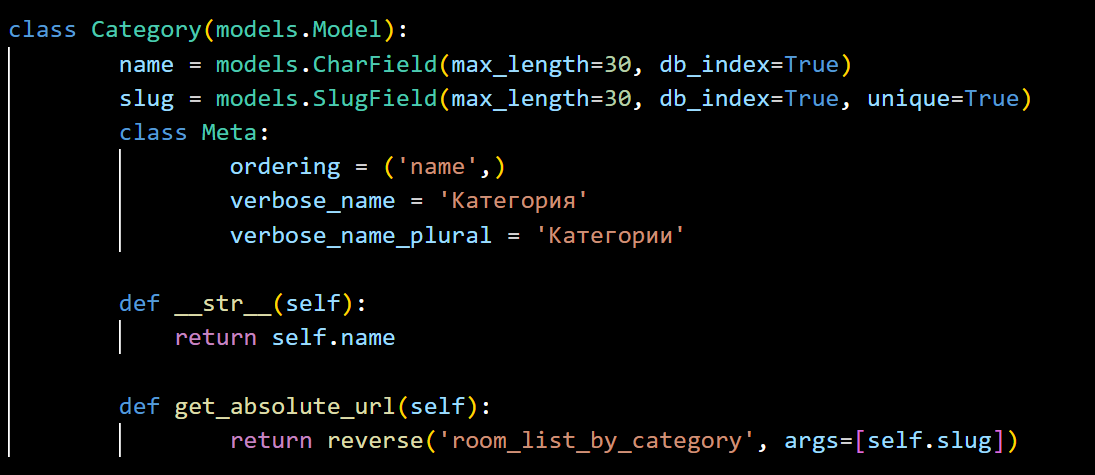 class Category(models.Model):
        name = models.CharField(max_length=30, db_index=True)
        slug = models.SlugField(max_length=30, db_index=True, unique=True)
        class Meta:
                ordering = ('name',)
                verbose_name = 'Категория'
                verbose_name_plural = 'Категории'

        def __str__(self):
            return self.name

        def get_absolute_url(self):
                return reverse('room_list_by_category', args=[self.slug])